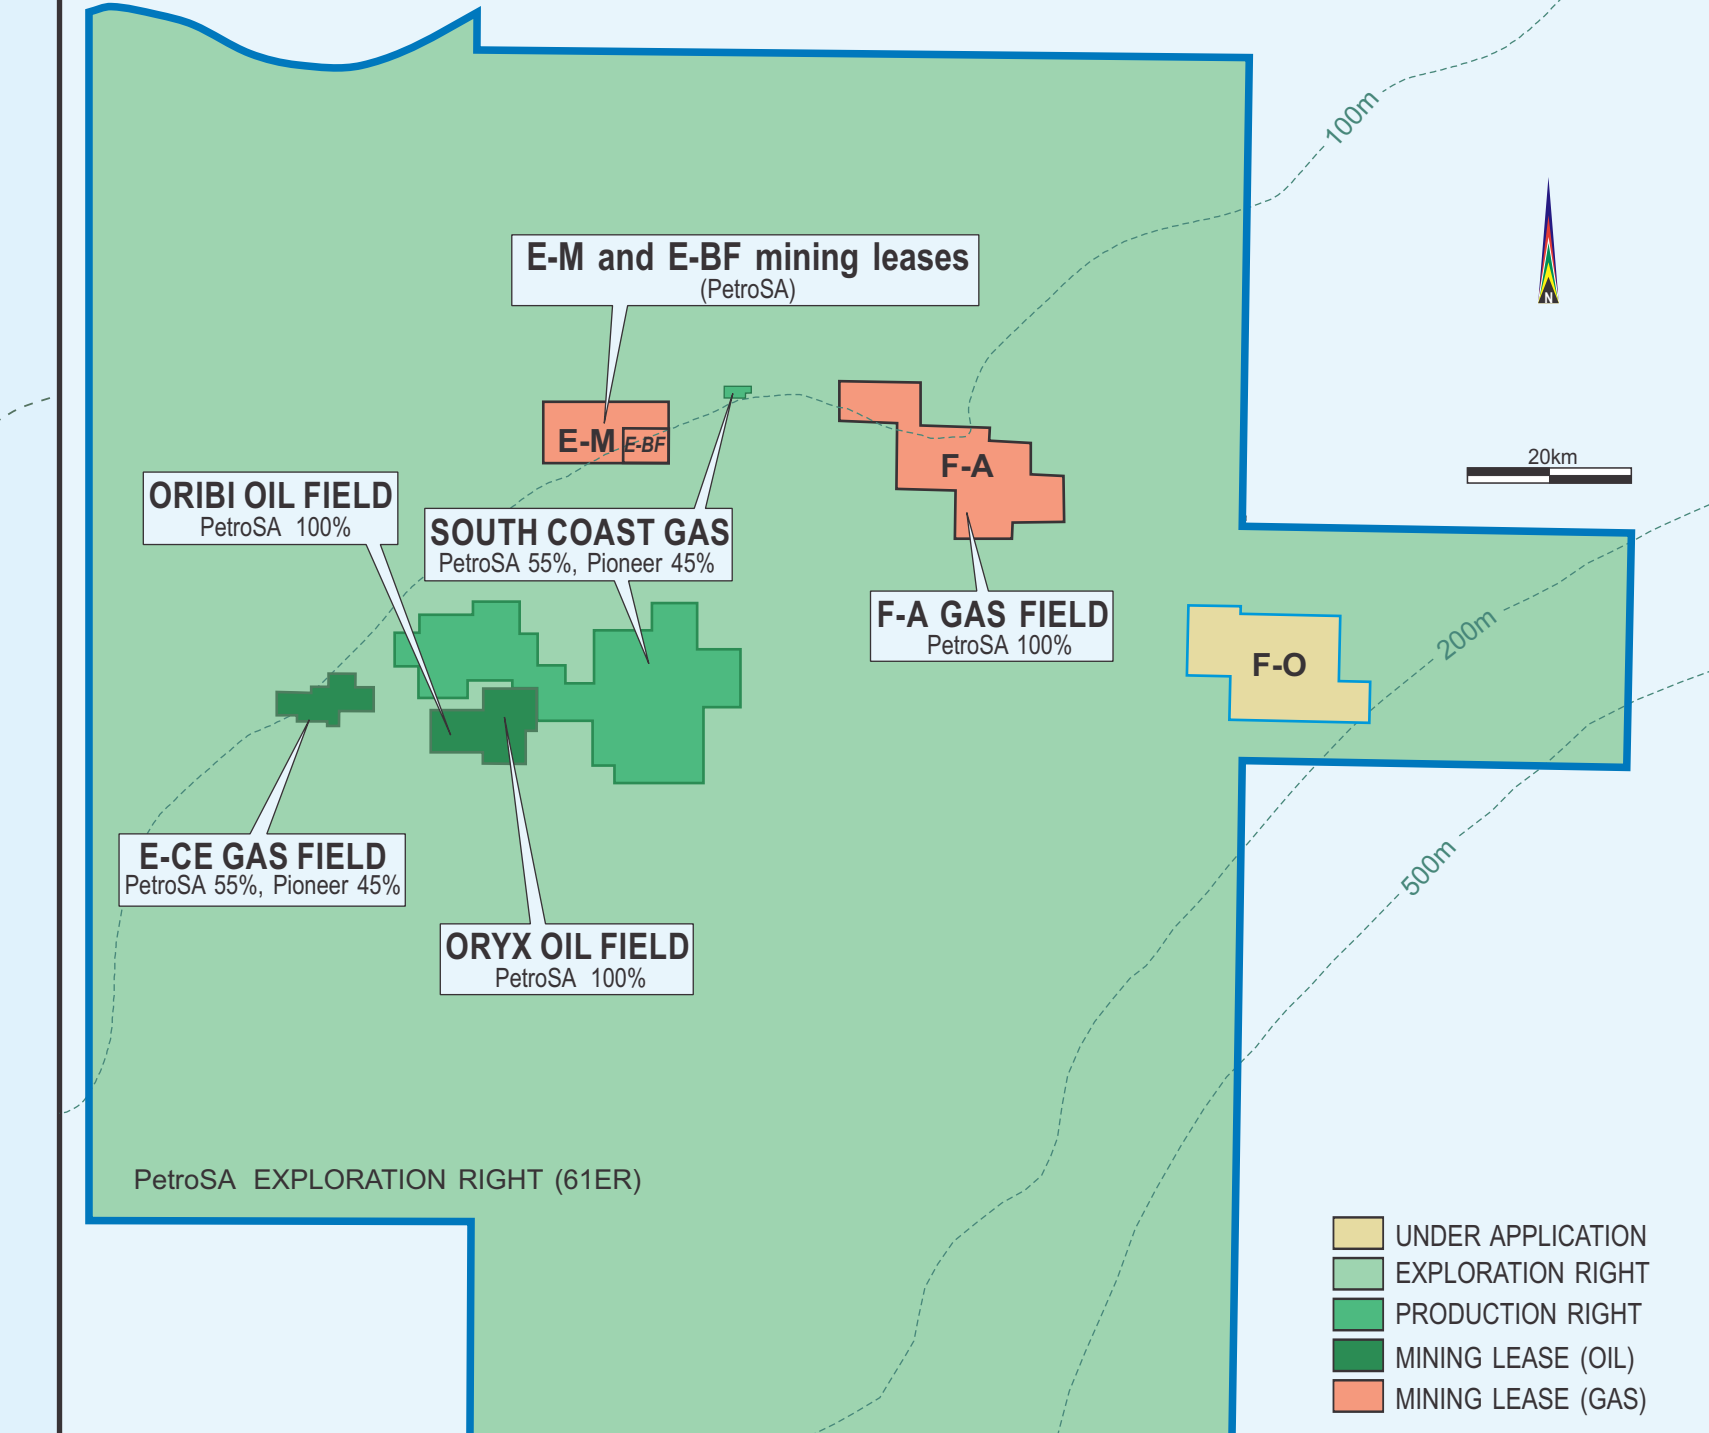 100m
N
E-M and E-BF mining leases
(PetroSA)
E-M
E-BF
F-A
20km
ORIBI OIL FIELD
PetroSA 100%
SOUTH COAST GAS
PetroSA 55%, Pioneer 45%
F-A GAS FIELD
PetroSA 100%
200m
F-O
E-CE GAS FIELD
PetroSA 55%, Pioneer 45%
500m
ORYX OIL FIELD
PetroSA 100%
PetroSA EXPLORATION RIGHT (61ER)
UNDER APPLICATION
EXPLORATION RIGHT
PRODUCTION RIGHT
MINING LEASE (OIL)
MINING LEASE (GAS)